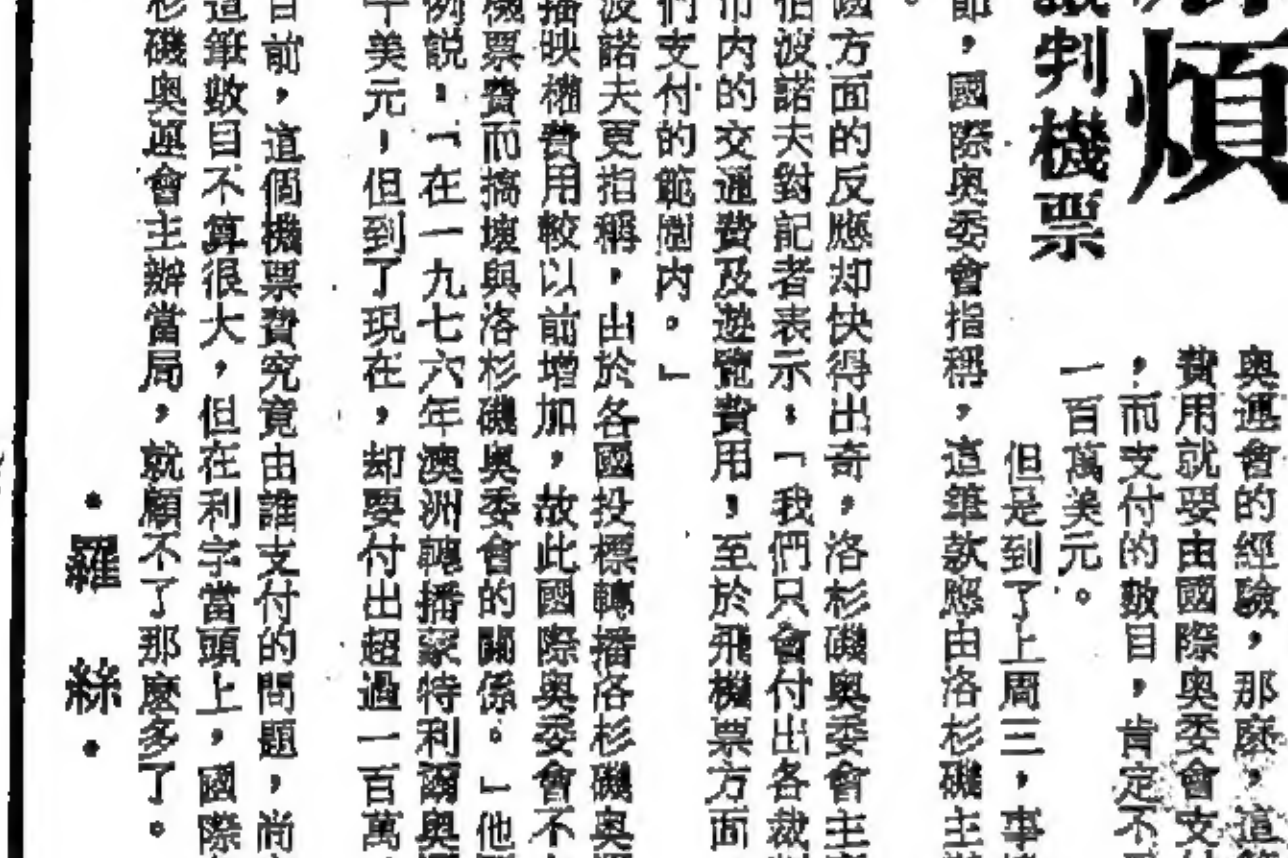 煩
判機票
奧運會的經驗，那麽，這
費用就要由國際奧委會支
，而支付的數目，肯定不
一百萬美元。
但是到了上周三，事
節，國際奧委會指稱，這筆款應由洛杉磯主
國方面的反應却快得出奇，洛杉磯奧委會主
伯波諾夫對記者表示：「我們只會付出各裁
市內的交通費及遊覽費用，至於飛機票方面
們支付的範圍內。」
波諾夫更指稱，由於各國投標轉播洛杉磯奧
播映權費用較以前增加，故此國際奧委會不
機票費而搞壞與洛杉磯奧委會的關係。」他
例説：「在一九七六年澳洲轉播家特利爾奧
千美元，但到了現在，却要付出超過一百萬
目前，這個機票費究竟由誰支付的問題，尚
這筆數目不算很大，但在利字當頭上，國際
杉磯奧運會主辦當局，就顧不了那麽多了。
·羅絲·